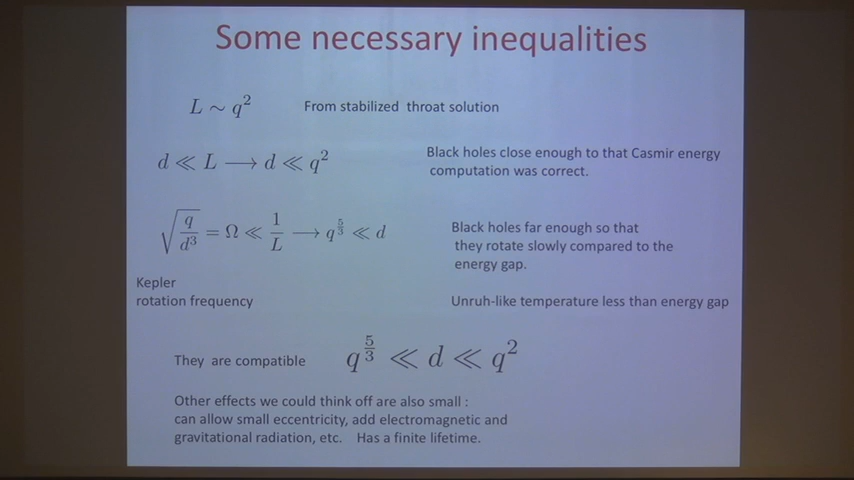 Some necessary inequalities
L ∼ q² From stabilized throat solution
d ≪ L ⟶ d ≪ q² Black holes close enough to that Casmir energy
computation was correct.
√(q/d³) = Ω ≪ 1/L ⟶ q^(5/3) ≪ d Black holes far enough so that
they rotate slowly compared to the
energy gap.
Kepler
rotation frequency Unruh-like temperature less than energy gap
They are compatible q^(5/3) ≪ d ≪ q²
Other effects we could think off are also small :
can allow small eccentricity, add electromagnetic and
gravitational radiation, etc. Has a finite lifetime.